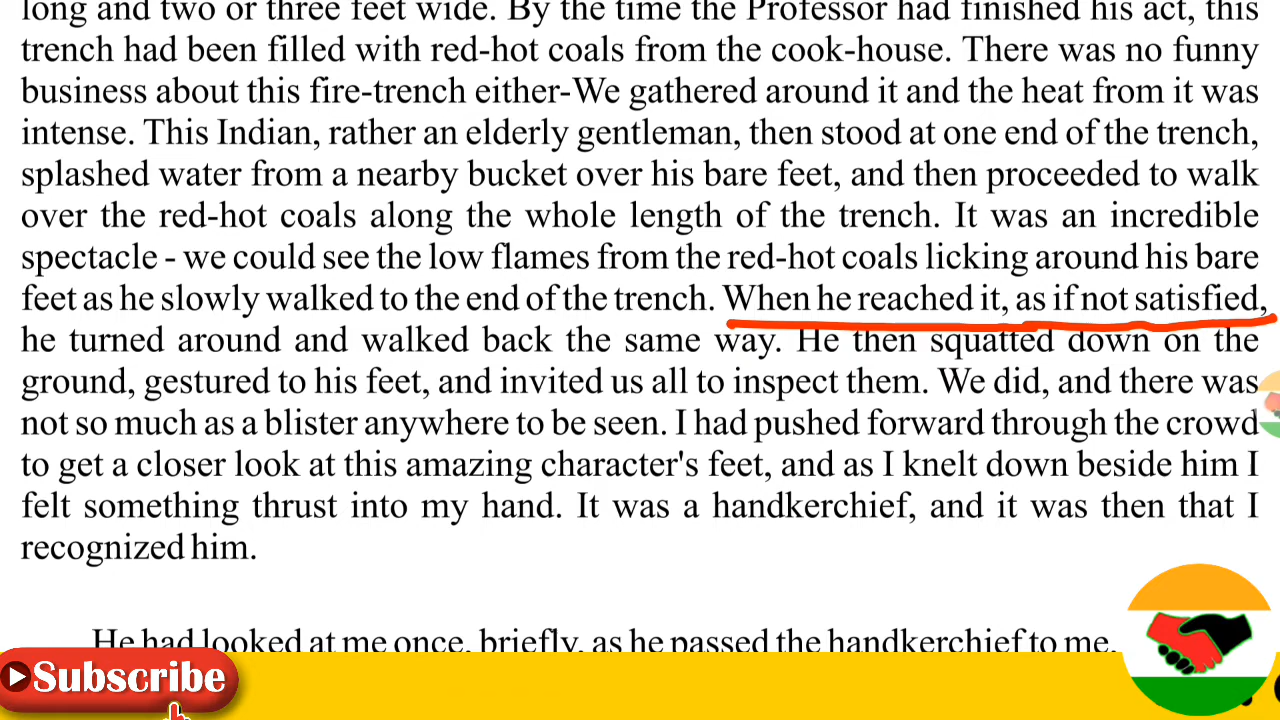 long and two or three feet wide. By the time the Professor had finished his act, this
trench had been filled with red-hot coals from the cook-house. There was no funny
business about this fire-trench either-We gathered around it and the heat from it was
intense. This Indian, rather an elderly gentleman, then stood at one end of the trench,
splashed water from a nearby bucket over his bare feet, and then proceeded to walk
over the red-hot coals along the whole length of the trench. It was an incredible
spectacle - we could see the low flames from the red-hot coals licking around his bare
feet as he slowly walked to the end of the trench. When he reached it, as if not satisfied,
he turned around and walked back the same way. He then squatted down on the
ground, gestured to his feet, and invited us all to inspect them. We did, and there was
not so much as a blister anywhere to be seen. I had pushed forward through the crowd
to get a closer look at this amazing character's feet, and as I knelt down beside him I
felt something thrust into my hand. It was a handkerchief, and it was then that I
recognized him.
He had looked at me once, briefly, as he passed the handkerchief to me.
Subscribe